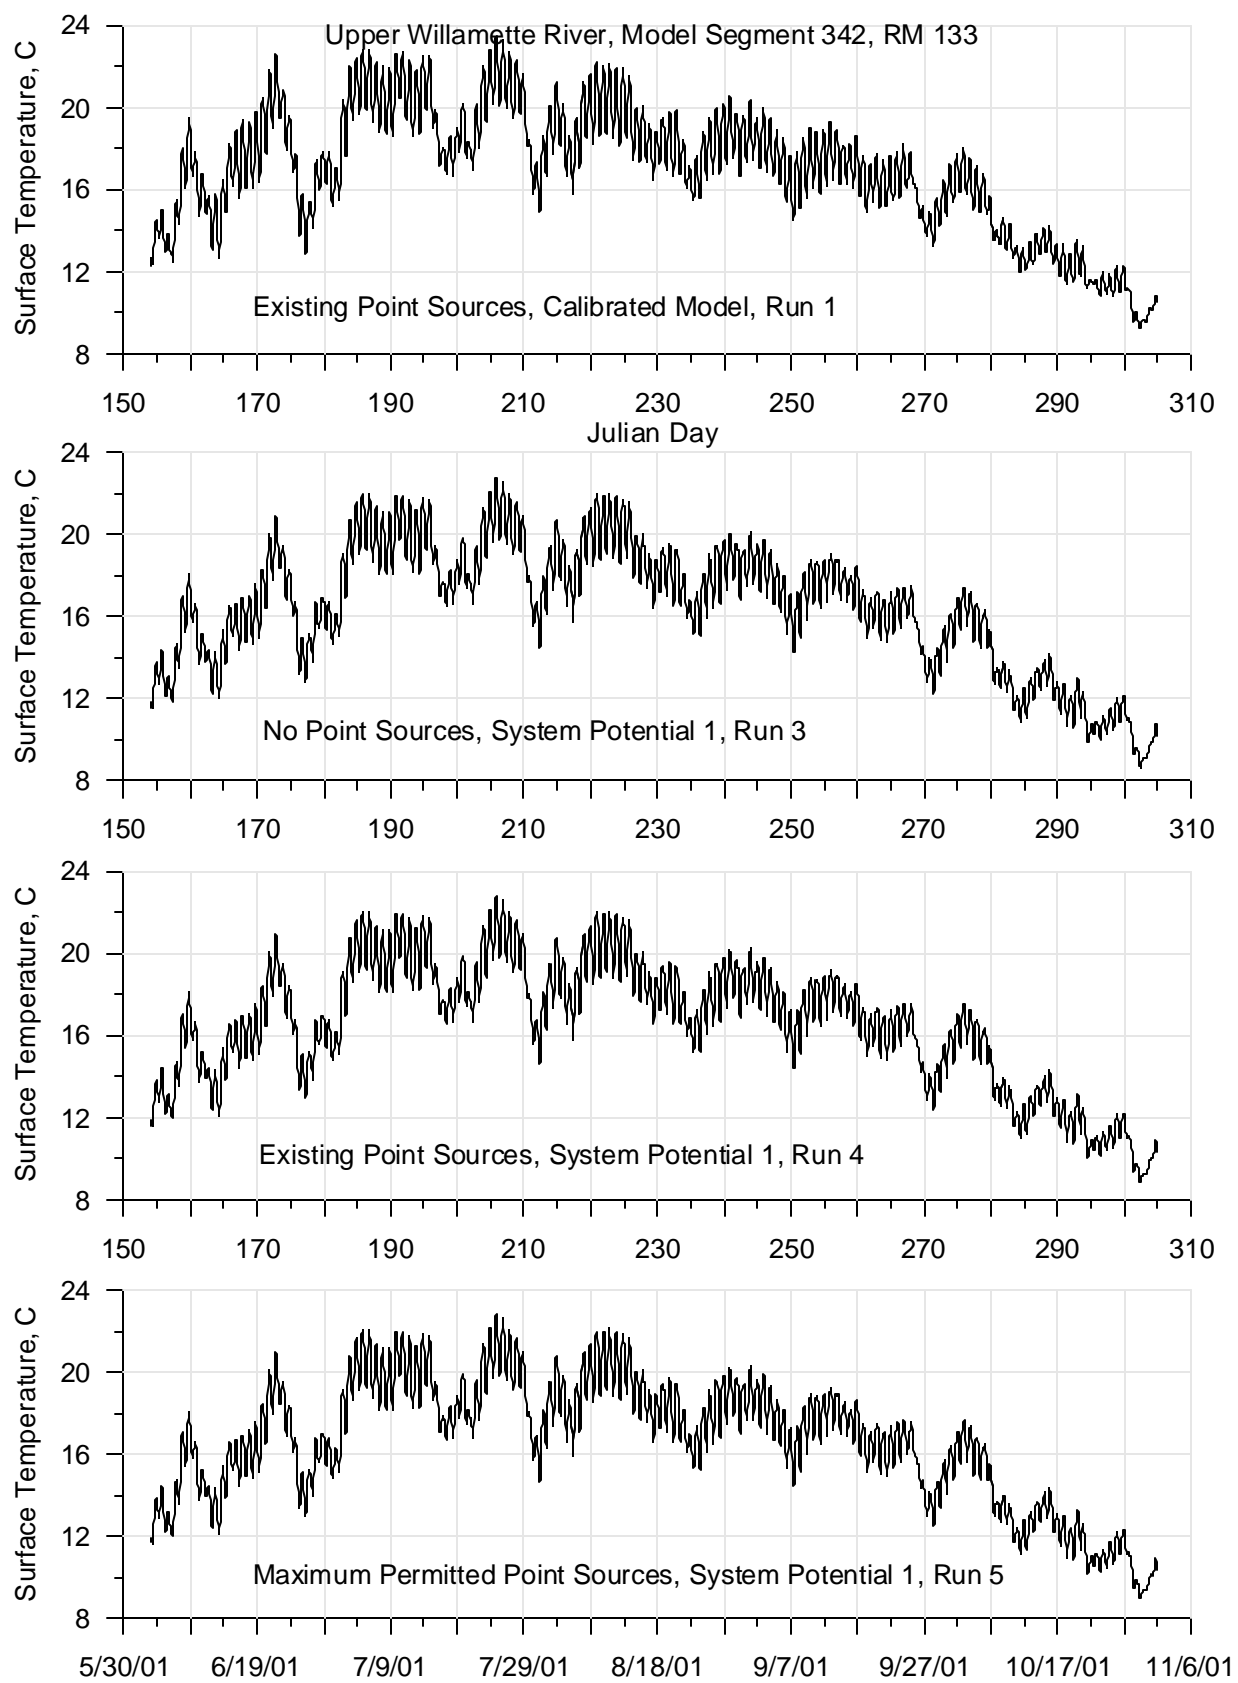 Upper Willamette River, Model Segment 342, RM 133
24
20
16
12
8
Surface Temperature, C
Existing Point Sources, Calibrated Model, Run 1
150 170 190 210 230 250 270 290 310
Julian Day
24
20
16
12
8
Surface Temperature, C
No Point Sources, System Potential 1, Run 3
150 170 190 210 230 250 270 290 310
24
20
16
12
8
Surface Temperature, C
Existing Point Sources, System Potential 1, Run 4
150 170 190 210 230 250 270 290 310
24
20
16
12
8
Surface Temperature, C
Maximum Permitted Point Sources, System Potential 1, Run 5
5/30/01 6/19/01 7/9/01 7/29/01 8/18/01 9/7/01 9/27/01 10/17/01 11/6/01